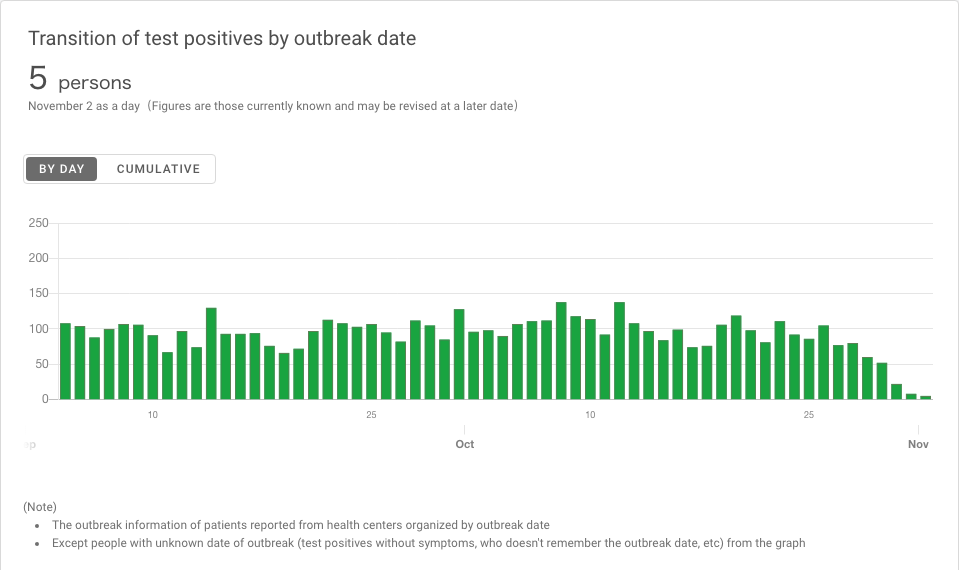 Transition of test positives by outbreak date
5 persons
November 2 as a day（Figures are those currently known and may be revised at a later date）
BY DAY CUMULATIVE
250
200
150
100
50
0
10 25 10 25
Oct Nov
(Note)
• The outbreak information of patients reported from health centers organized by outbreak date
• Except people with unknown date of outbreak (test positives without symptoms, who doesn't remember the outbreak date, etc) from the graph